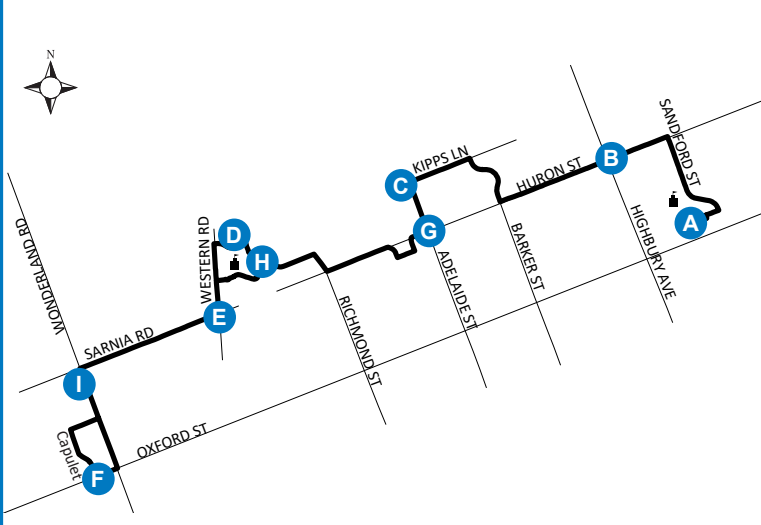 N
SANDFORD ST
KIPPS LN
B
HURON ST
C
A
WONDERLAND RD
WESTERN RD
D
G
HIGHBURY AVE
BARKER ST
ADELAIDE ST
H
E
RICHMOND ST
SARNIA RD
I
OXFORD ST
Capulet
F